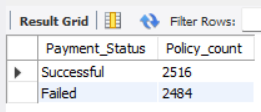 Result Grid Filter Rows:
Payment_Status Policy_count
Successful 2516
Failed 2484